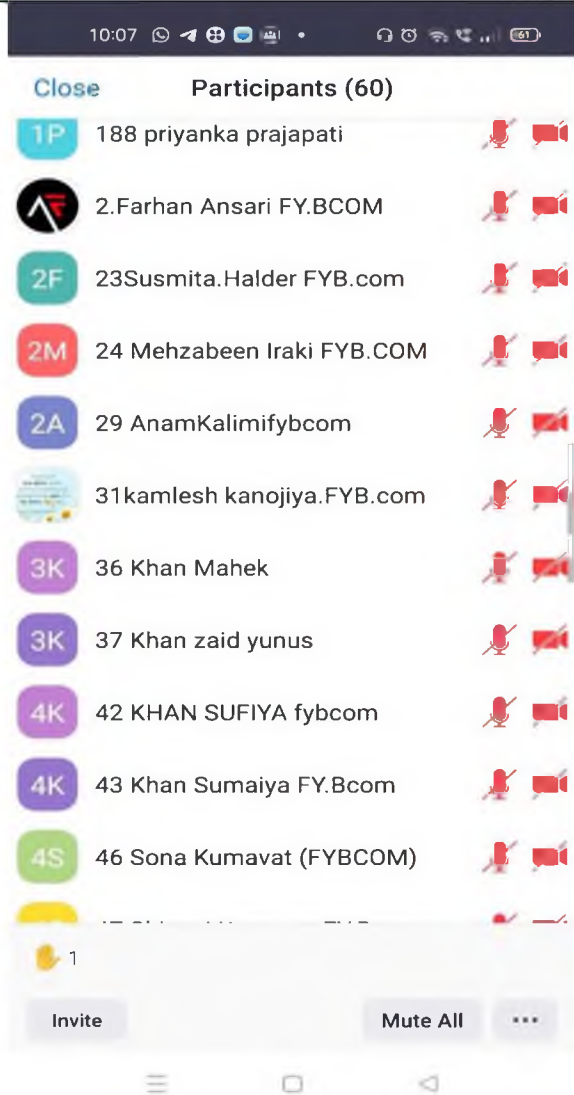 10:07
61
Close Participants (60)
1P 188 priyanka prajapati
2.Farhan Ansari FY.BCOM
2F 23Susmita.Halder FYB.com
2M 24 Mehzabeen Iraki FYB.COM
2A 29 AnamKalimifybcom
31kamlesh kanojiya.FYB.com
3K 36 Khan Mahek
3K 37 Khan zaid yunus
4K 42 KHAN SUFIYA fybcom
4K 43 Khan Sumaiya FY.Bcom
4S 46 Sona Kumavat (FYBCOM)
1
Invite Mute All ...